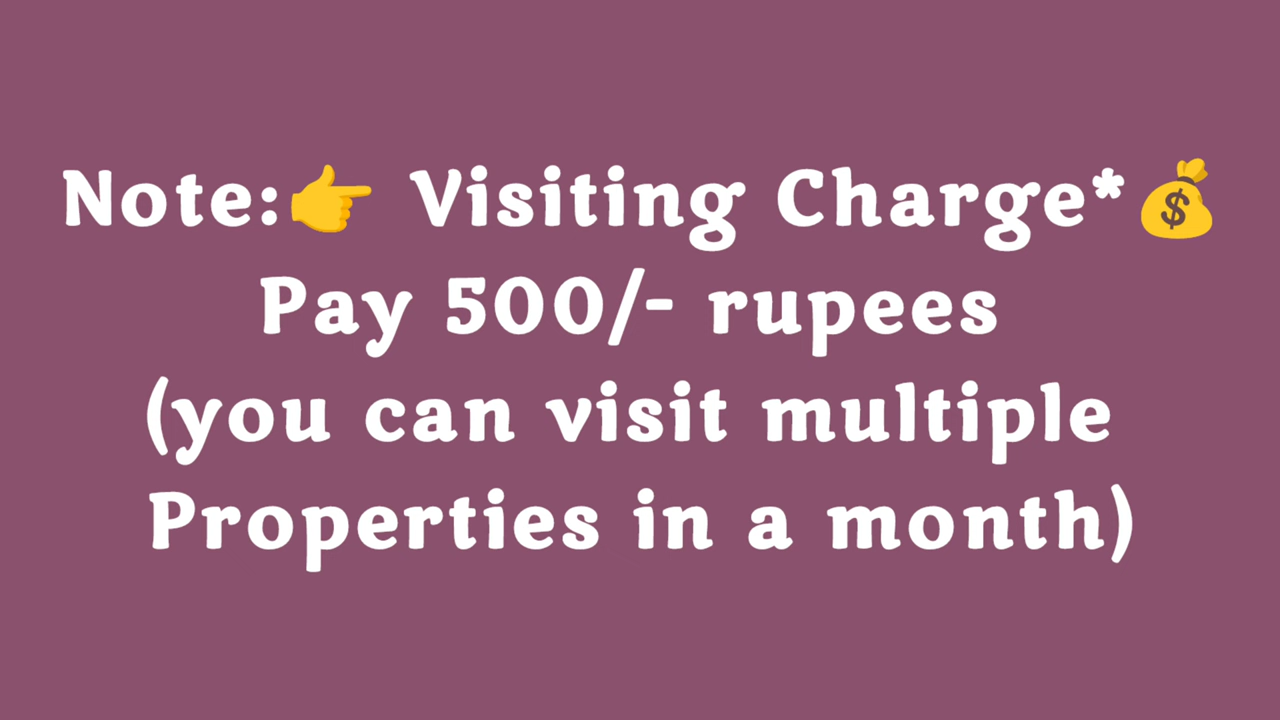 Note:👉 Visiting Charge*💰
Pay 500/- rupees
(you can visit multiple
Properties in a month)